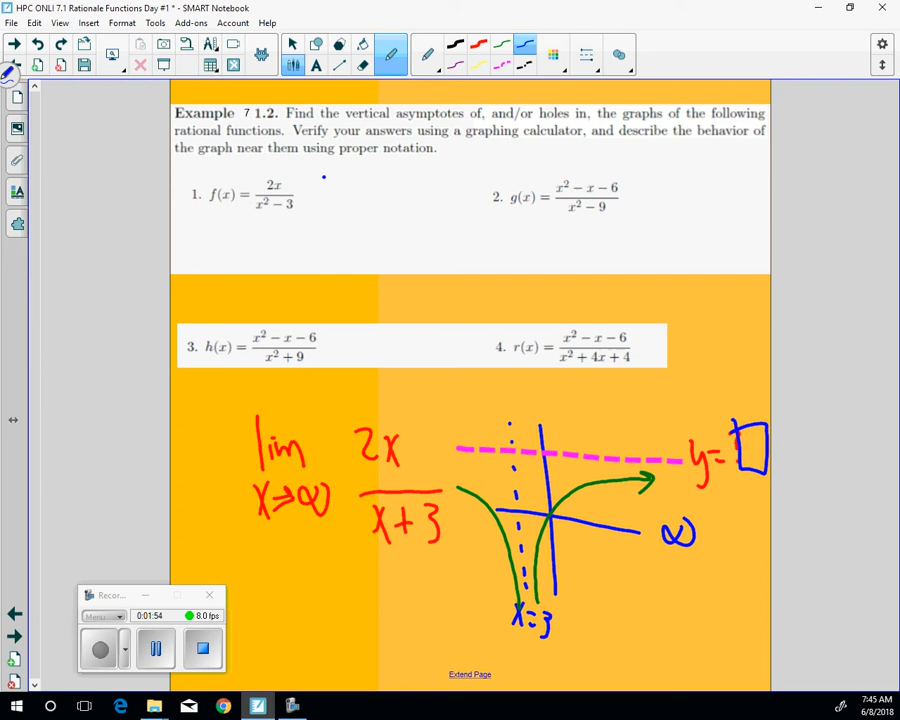 HPC ONLI 7.1 Rationale Functions Day #1 * - SMART Notebook
File Edit View Insert Format Tools Add-ons Account Help
Example 7 1.2. Find the vertical asymptotes of, and/or holes in, the graphs of the following
rational functions. Verify your answers using a graphing calculator, and describe the behavior of
the graph near them using proper notation.
1. f(x) = 2x / x² − 3
2. g(x) = x² − x − 6 / x² − 9
3. h(x) = x² − x − 6 / x² + 9
4. r(x) = x² − x − 6 / x² + 4x + 4
lim x→∞ 2x / x+3
y=
∞
x=3
Recor...
Menu
0:01:54
8.0 fps
Extend Page
7:45 AM
6/8/2018